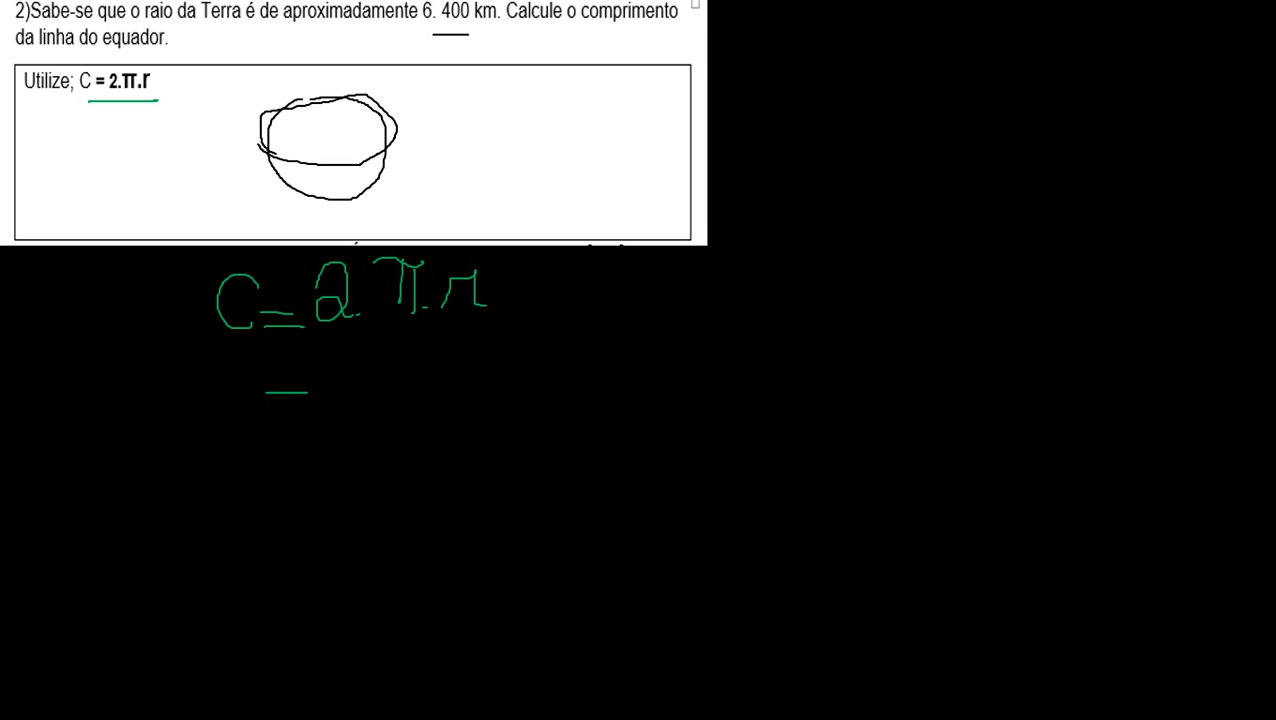 2)Sabe-se que o raio da Terra é de aproximadamente 6. 400 km. Calcule o comprimento
da linha do equador.
Utilize; C = 2.π.r
C = 2.π.r